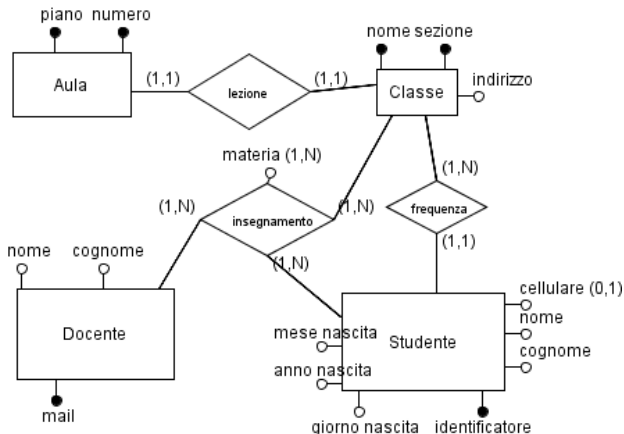 piano numero
Aula
(1,1)
lezione
(1,1)
nome sezione
Classe
indirizzo
materia (1,N)
(1,N)
insegnamento
(1,N)
(1,N)
(1,N)
frequenza
(1,1)
nome
cognome
Docente
mail
cellulare (0,1)
nome
cognome
Studente
mese nascita
anno nascita
giorno nascita
identificatore